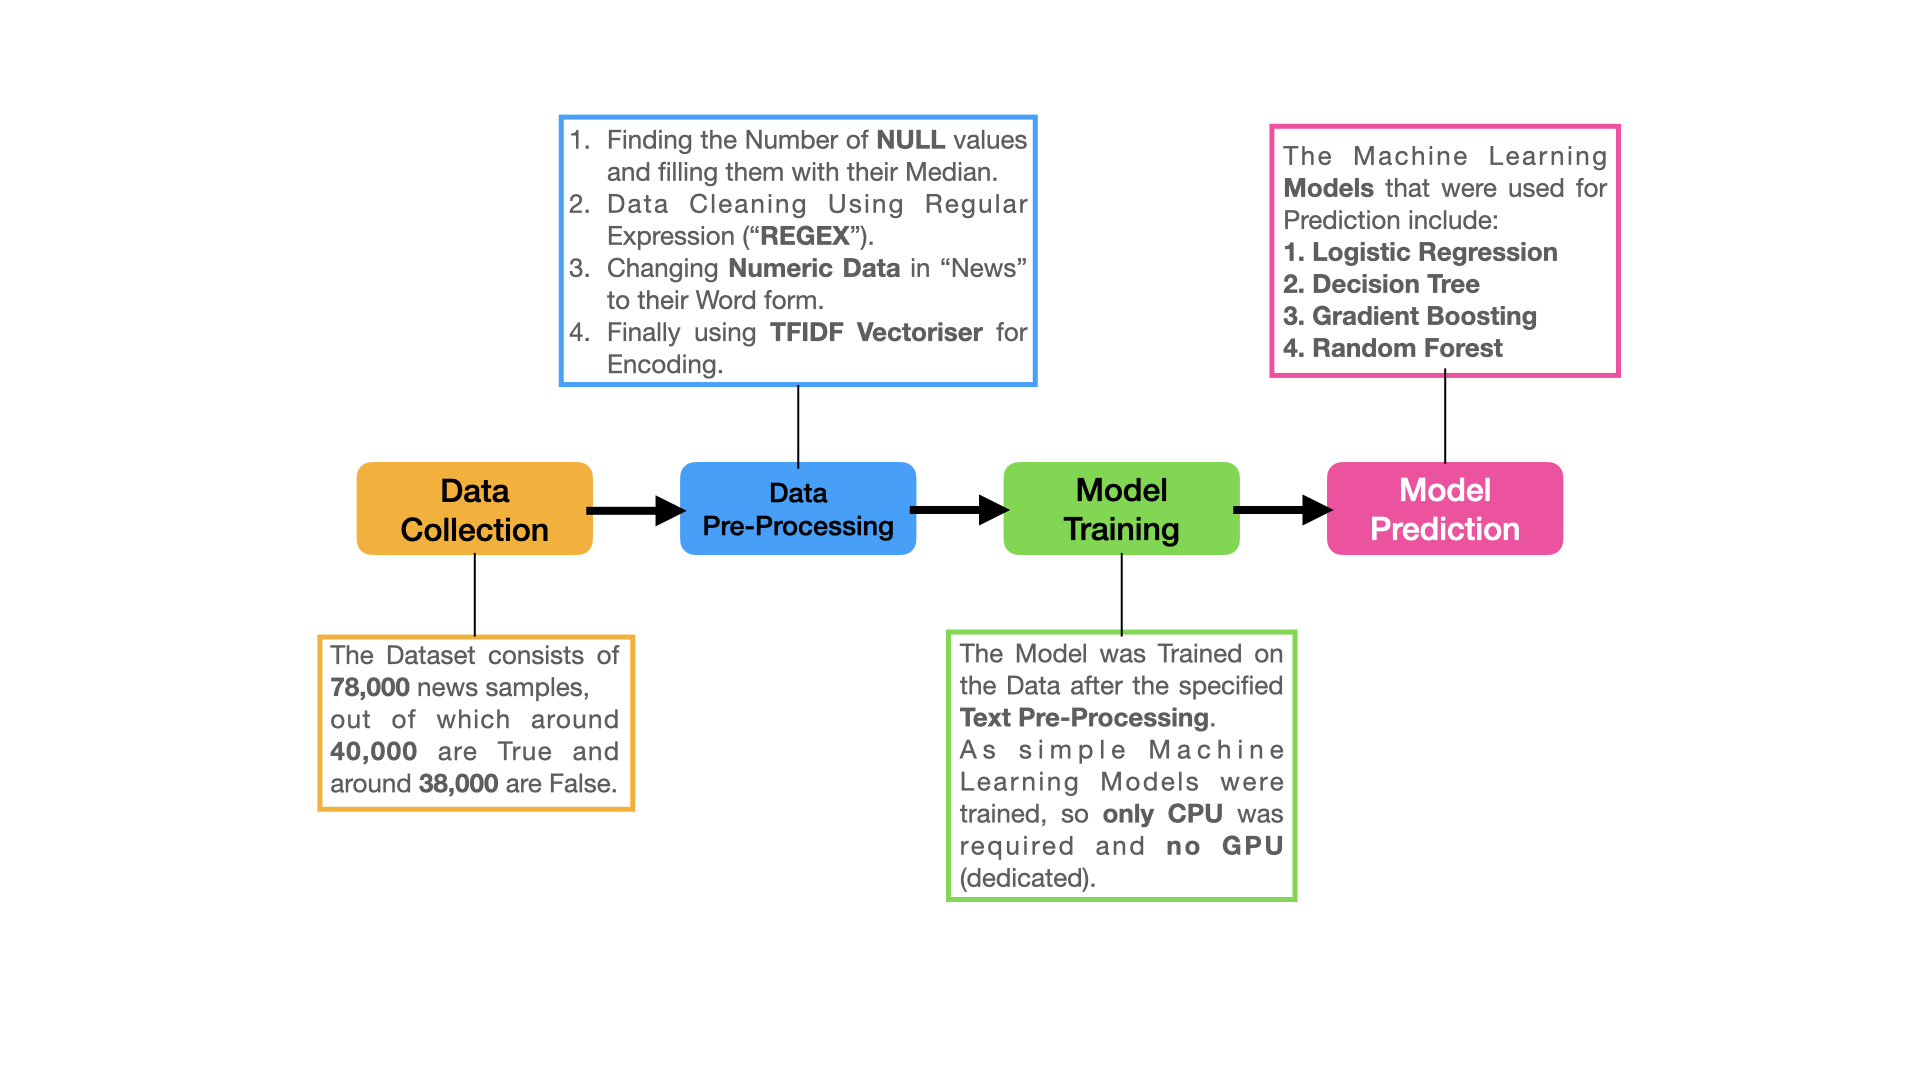 1. Finding the Number of NULL values
and filling them with their Median.
2. Data Cleaning Using Regular
Expression (“REGEX”).
3. Changing Numeric Data in “News”
to their Word form.
4. Finally using TFIDF Vectoriser for
Encoding.
The Machine Learning
Models that were used for
Prediction include:
1. Logistic Regression
2. Decision Tree
3. Gradient Boosting
4. Random Forest
Data
Collection
Data
Pre-Processing
Model
Training
Model
Prediction
The Dataset consists of
78,000 news samples,
out of which around
40,000 are True and
around 38,000 are False.
The Model was Trained on
the Data after the specified
Text Pre-Processing.
As simple Machine
Learning Models were
trained, so only CPU was
required and no GPU
(dedicated).